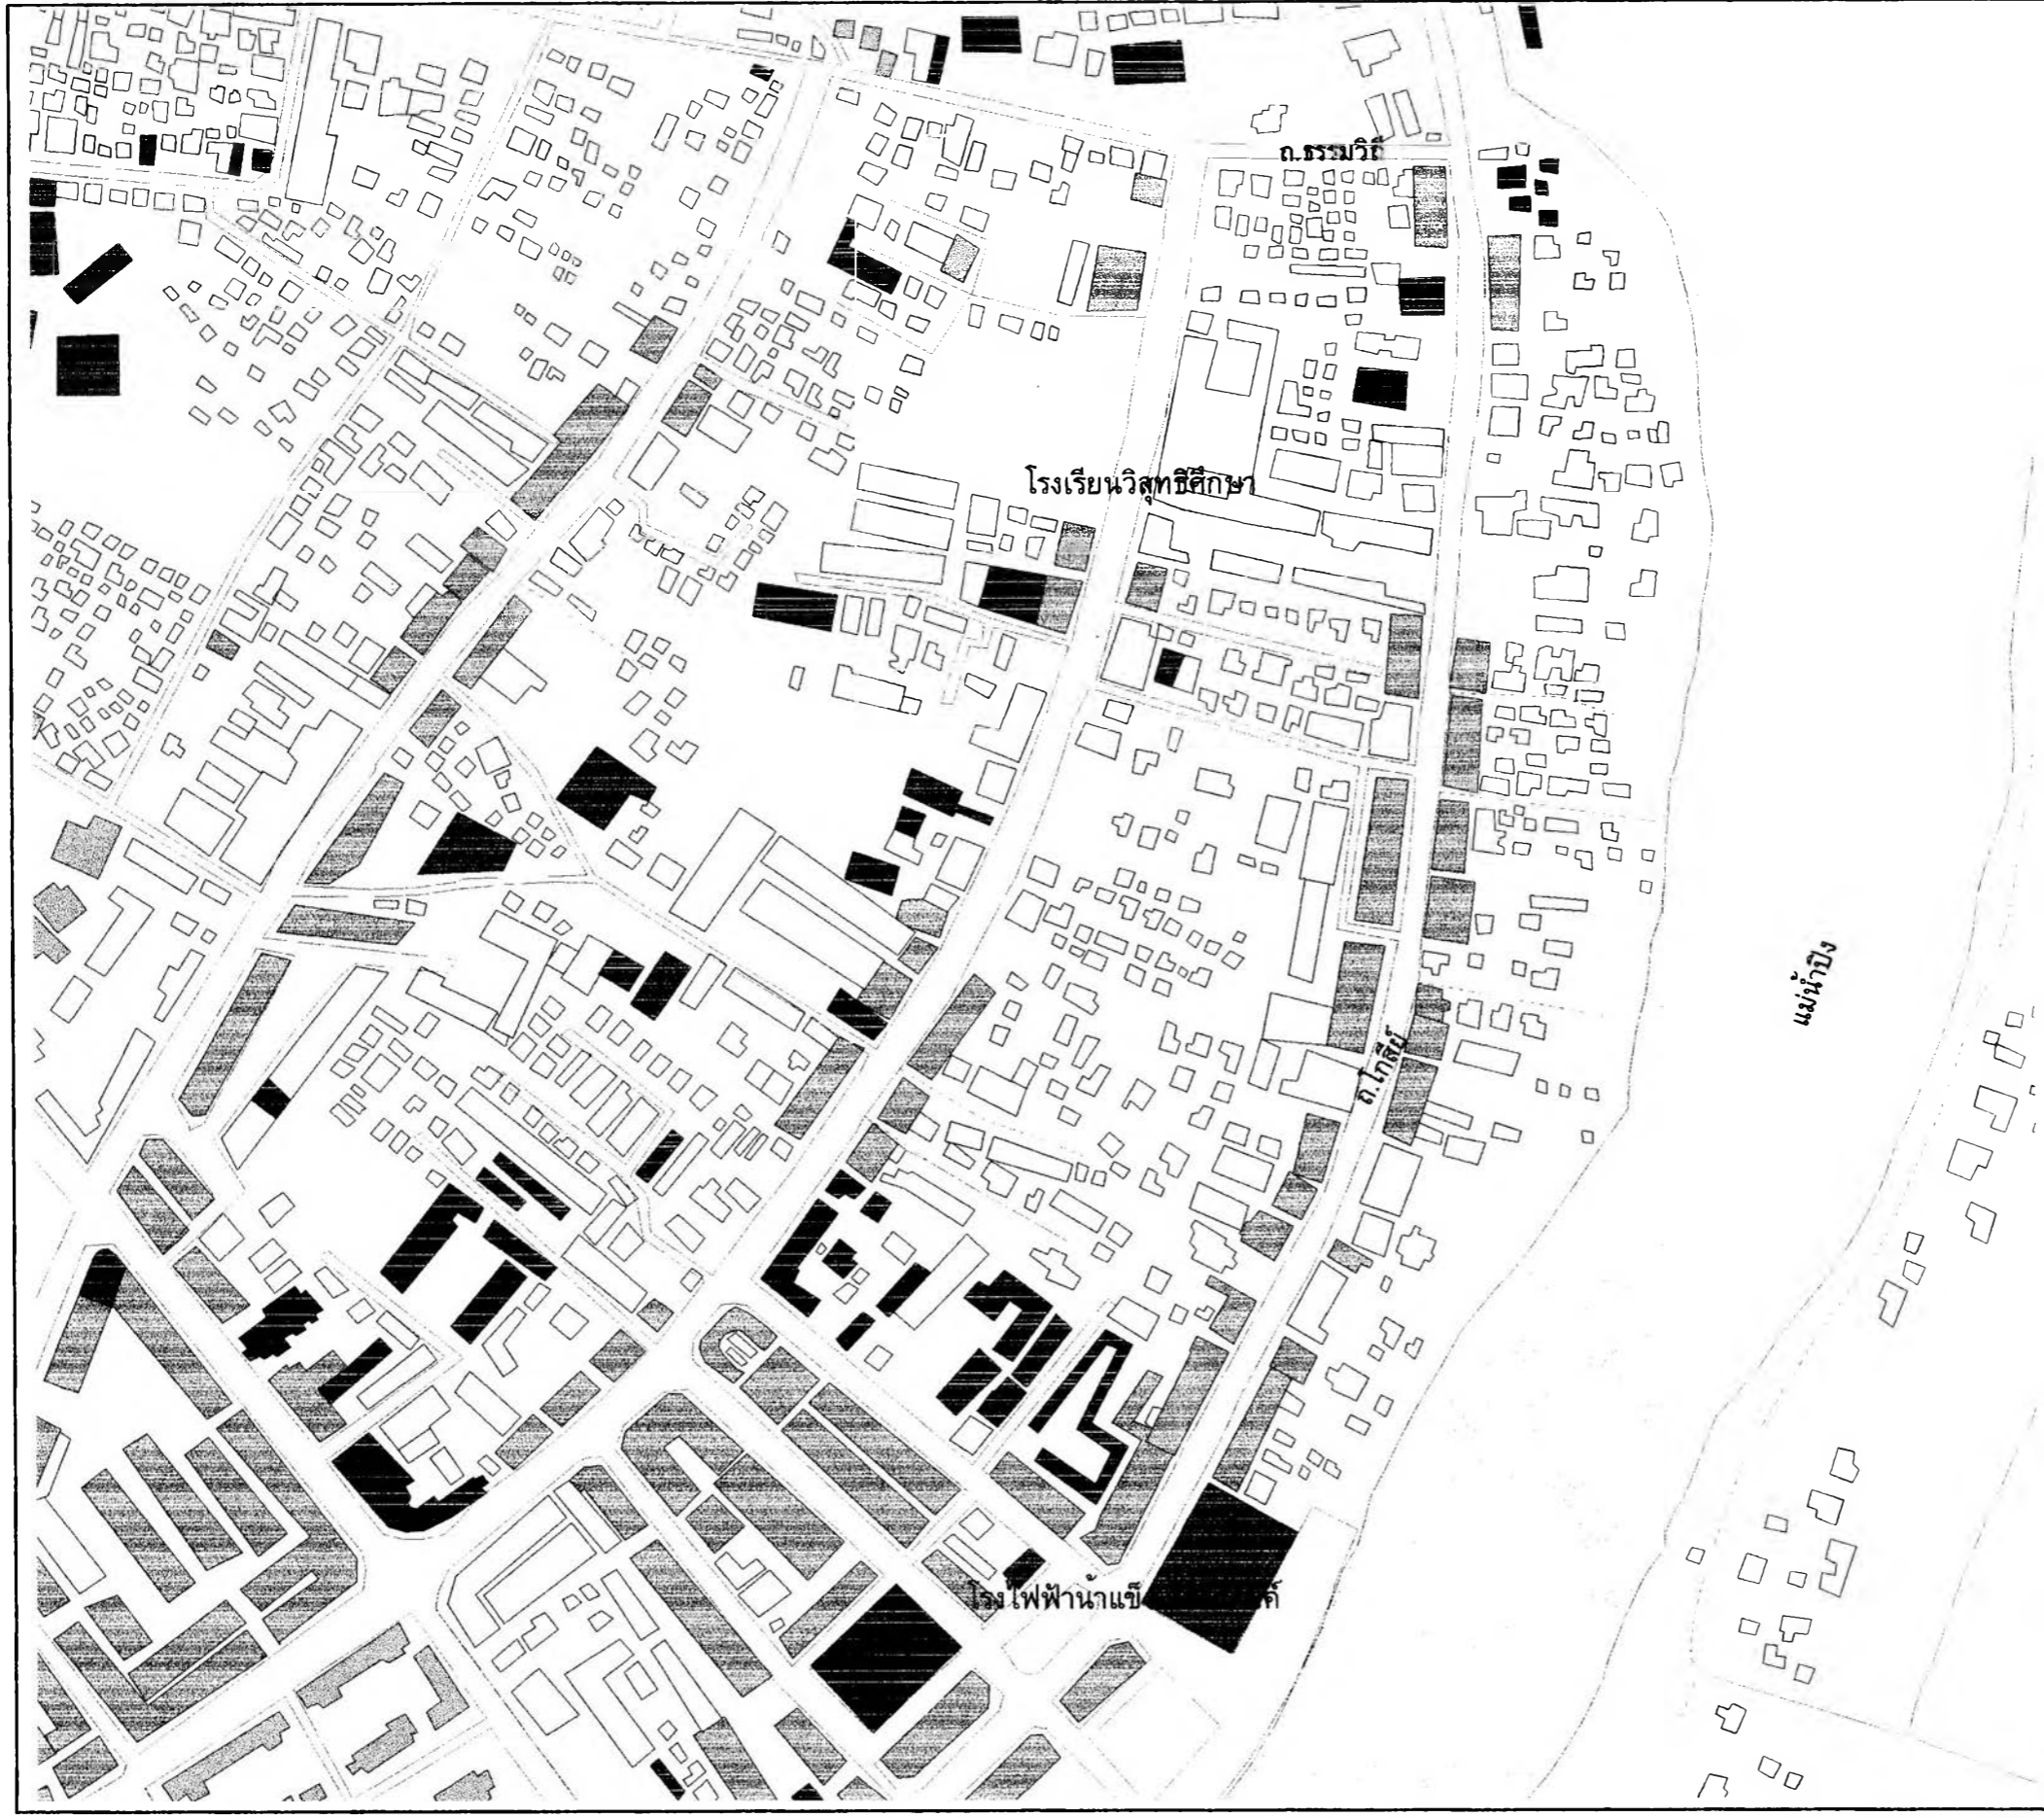 ถ.ธรรมวิถี
โรงเรียนวิสุทธิศึกษา
แม่น้ำปิง
ถ.โกสีย์
โรงไฟฟ้าน้ำแข็